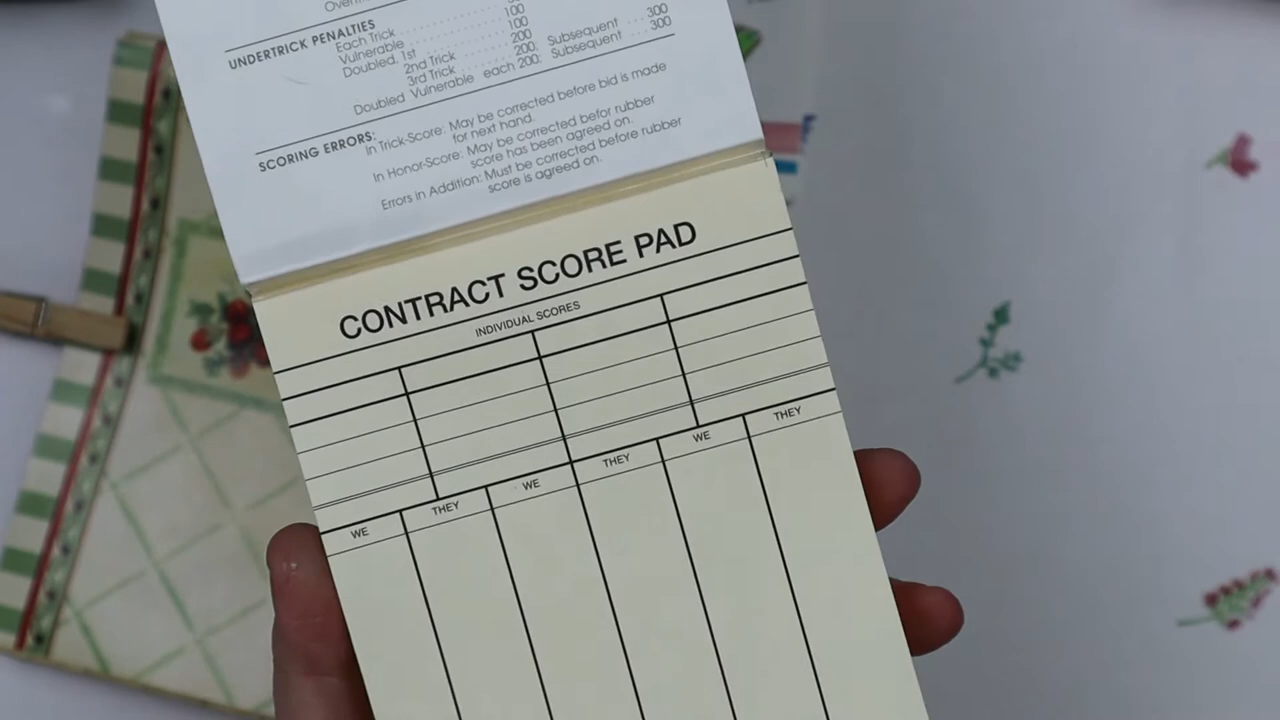 UNDERTRICK PENALTIES
Each Trick
Vulnerable . . . . . . . . . . 100
Doubled, 1st . . . . . . . . . . 100
2nd Trick . . . . . . . . 200
3rd Trick . . . . . . . . 200; Subsequent . . . 300
Doubled Vulnerable each 200; Subsequent . . . 300
SCORING ERRORS:
In Trick-Score: May be corrected before bid is made
for next hand.
In Honor-Score: May be corrected befor rubber
score has been agreed on.
Errors in Addition: Must be corrected before rubber
score is agreed on.
CONTRACT SCORE PAD
INDIVIDUAL SCORES
WE THEY WE THEY WE THEY